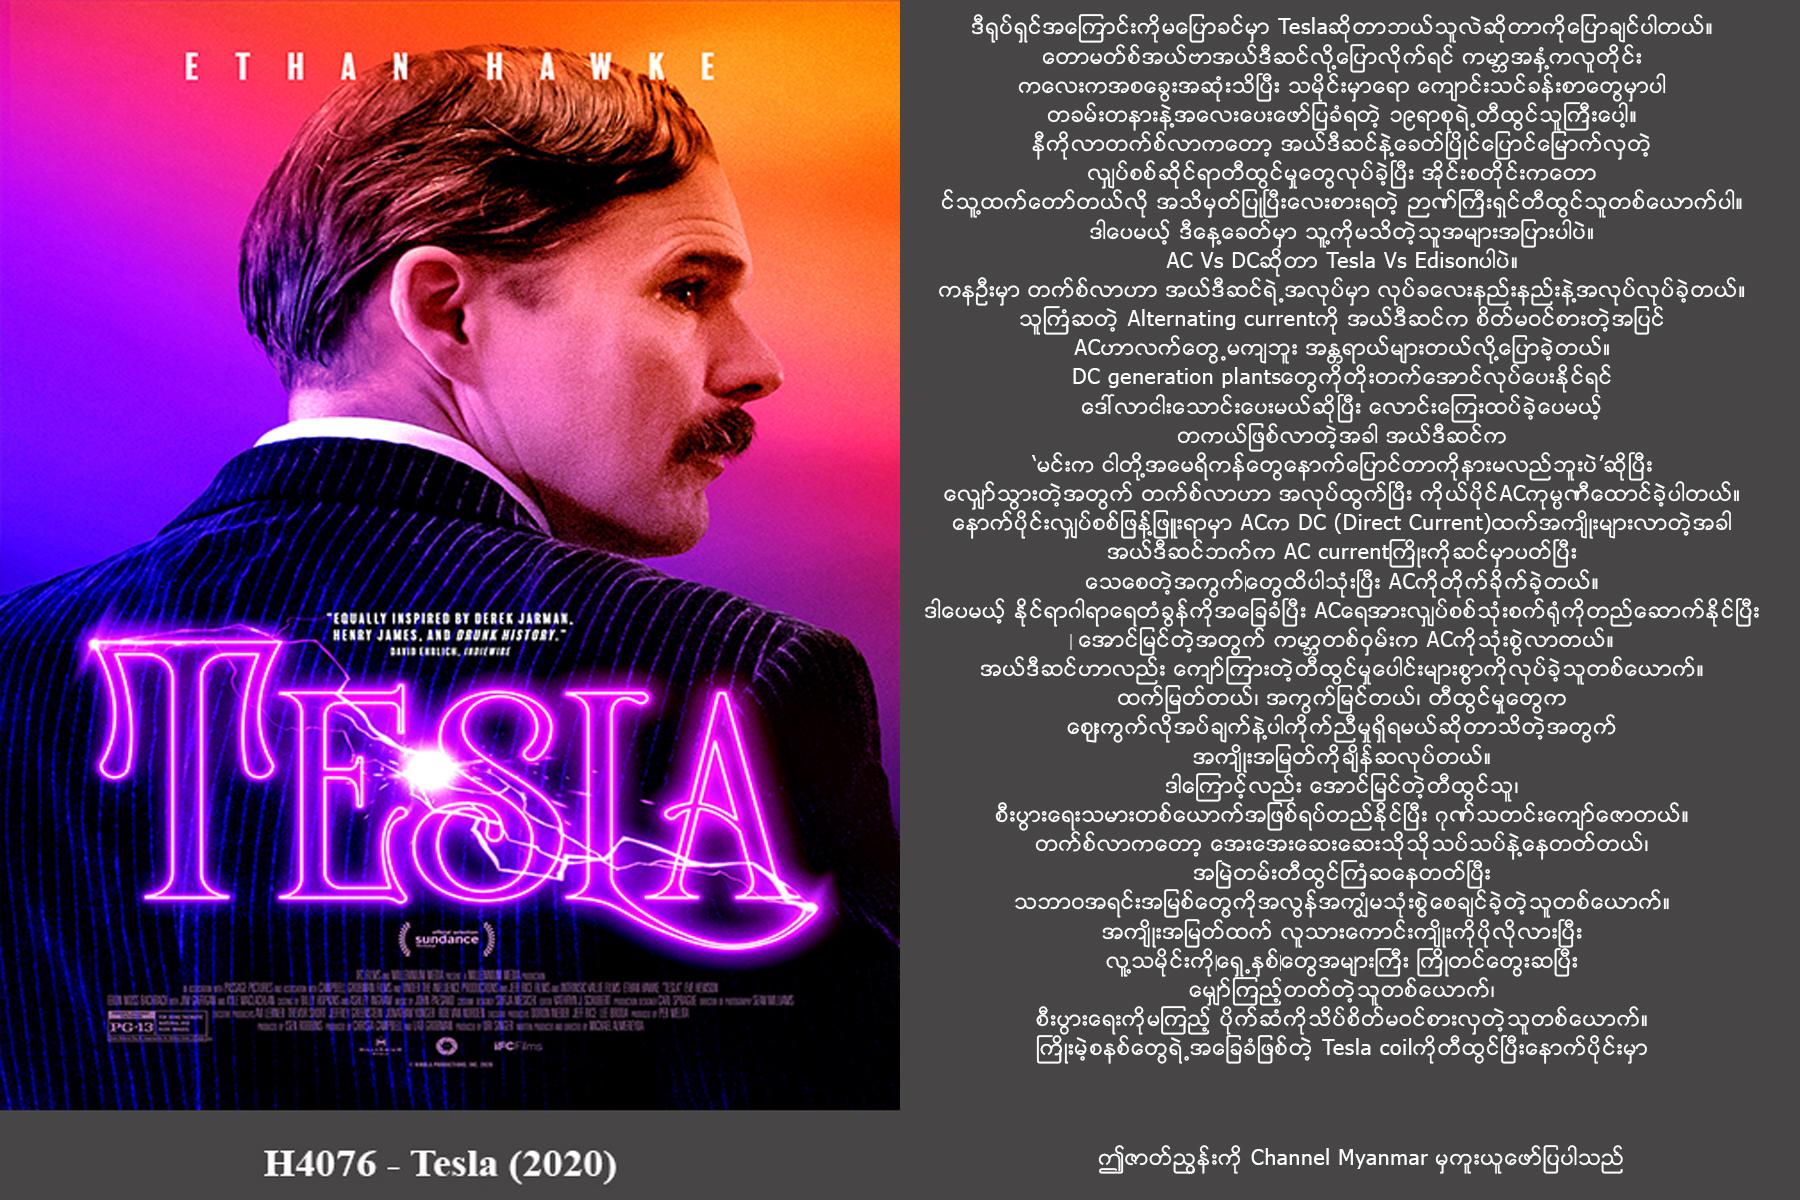 ETHAN HAWKE
"EQUALLY INSPIRED BY DEREK JARMAN,
HENRY JAMES, AND DRUNK HISTORY."
DAVID EHRLICH, INDIEWIRE
TESLA
official selection
sundance
PG-13
IFC Films
H4076 - Tesla (2020)
ဒီရုပ်ရှင်အကြောင်းကိုမပြောခင်မှာ Teslaဆိုတာဘယ်သူလဲဆိုတာကိုပြောချင်ပါတယ်။
တောမတ်စ်အယ်ဗာအယ်ဒီဆင်လို့ပြောလိုက်ရင် ကမ္ဘာအနှံ့ကလူတိုင်း
ကလေးကအစခွေးအဆုံးသိပြီး သမိုင်းမှာရော ကျောင်းသင်ခန်းစာတွေမှာပါ
တခမ်းတနားနဲ့အလေးပေးဖော်ပြခံရတဲ့ ၁၉ရာစုရဲ့တီထွင်သူကြီးပေါ့။
နီကိုလာတက်စ်လာကတော့ အယ်ဒီဆင်နဲ့ခေတ်ပြိုင်ပြောင်မြောက်လှတဲ့
လျှပ်စစ်ဆိုင်ရာတီထွင်မှုတွေလုပ်ခဲ့ပြီး အိုင်းစတိုင်းကတော
င်သူ့ထက်တော်တယ်လို အသိမှတ်ပြုပြီးလေးစားရတဲ့ ဉာဏ်ကြီးရှင်တီထွင်သူတစ်ယောက်ပါ။
ဒါပေမယ့် ဒီနေ့ခေတ်မှာ သူ့ကိုမသိတဲ့သူအများအပြားပါပဲ။
AC Vs DCဆိုတာ Tesla Vs Edisonပါပဲ။
ကနဦးမှာ တက်စ်လာဟာ အယ်ဒီဆင်ရဲ့အလုပ်မှာ လုပ်ခလေးနည်းနည်းနဲ့အလုပ်လုပ်ခဲ့တယ်။
သူကြံဆတဲ့ Alternating currentကို အယ်ဒီဆင်က စိတ်မဝင်စားတဲ့အပြင်
ACဟာလက်တွေ့မကျဘူး အန္တရာယ်များတယ်လို့ပြောခဲ့တယ်။
DC generation plantsတွေကိုတိုးတက်အောင်လုပ်ပေးနိုင်ရင်
ဒေါ်လာငါးသောင်းပေးမယ်ဆိုပြီး လောင်းကြေးထပ်ခဲ့ပေမယ့်
တကယ်ဖြစ်လာတဲ့အခါ အယ်ဒီဆင်က
'မင်းက ငါတို့အမေရိကန်တွေနောက်ပြောင်တာကိုနားမလည်ဘူးပဲ'ဆိုပြီး
လျှော်သွားတဲ့အတွက် တက်စ်လာဟာ အလုပ်ထွက်ပြီး ကိုယ်ပိုင်ACကုမ္ပဏီထောင်ခဲ့ပါတယ်။
နောက်ပိုင်းလျှပ်စစ်ဖြန့်ဖြူးရာမှာ ACက DC (Direct Current)ထက်အကျိုးများလာတဲ့အခါ
အယ်ဒီဆင်ဘက်က AC currentကြိုးကိုဆင်မှာပတ်ပြီး
သေစေတဲ့အကွက်တွေထိပါသုံးပြီး ACကိုတိုက်ခိုက်ခဲ့တယ်။
ဒါပေမယ့် နိုင်ရာဂါရာရေတံခွန်ကိုအခြေခံပြီး ACရေအားလျှပ်စစ်သုံးစက်ရုံကိုတည်ဆောက်နိုင်ပြီး
အောင်မြင်တဲ့အတွက် ကမ္ဘာတစ်ဝှမ်းက ACကိုသုံးစွဲလာတယ်။
အယ်ဒီဆင်ဟာလည်း ကျော်ကြားတဲ့တီထွင်မှုပေါင်းများစွာကိုလုပ်ခဲ့သူတစ်ယောက်။
ထက်မြတ်တယ်၊ အကွက်မြင်တယ်၊ တီထွင်မှုတွေက
ဈေးကွက်လိုအပ်ချက်နဲ့ပါကိုက်ညီမှုရှိရမယ်ဆိုတာသိတဲ့အတွက်
အကျိုးအမြတ်ကိုချိန်ဆလုပ်တယ်။
ဒါကြောင့်လည်း အောင်မြင်တဲ့တီထွင်သူ၊
စီးပွားရေးသမားတစ်ယောက်အဖြစ်ရပ်တည်နိုင်ပြီး ဂုဏ်သတင်းကျော်ဇောတယ်။
တက်စ်လာကတော့ အေးအေးဆေးဆေးသိုသိုသပ်သပ်နဲ့နေတတ်တယ်၊
အမြဲတမ်းတီထွင်ကြံဆနေတတ်ပြီး
သဘာဝအရင်းအမြစ်တွေကိုအလွန်အကျွံမသုံးစွဲစေချင်ခဲ့တဲ့သူတစ်ယောက်။
အကျိုးအမြတ်ထက် လူသားကောင်းကျိုးကိုပိုလိုလားပြီး
လူ့သမိုင်းကိုရှေ့နှစ်တွေအများကြီး ကြိုတင်တွေးဆပြီး
မျှော်ကြည့်တတ်တဲ့သူတစ်ယောက်၊
စီးပွားရေးကိုမကြည့် ပိုက်ဆံကိုသိပ်စိတ်မဝင်စားလှတဲ့သူတစ်ယောက်။
ကြိုးမဲ့စနစ်တွေရဲ့အခြေခံဖြစ်တဲ့ Tesla coilကိုတီထွင်ပြီးနောက်ပိုင်းမှာ
ဤဇာတ်ညွန်းကို Channel Myanmar မှကူးယူဖော်ပြပါသည်